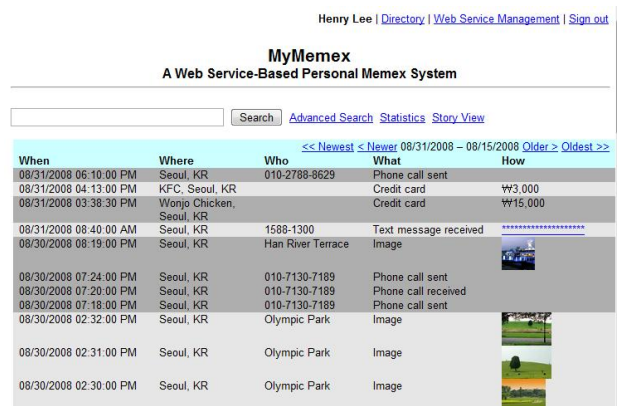 Henry Lee | Directory | Web Service Management | Sign out
MyMemex
A Web Service-Based Personal Memex System
Search Advanced Search Statistics Story View
<< Newest < Newer 08/31/2008 – 08/15/2008 Older > Oldest >>
When Where Who What How
08/31/2008 06:10:00 PM Seoul, KR 010-2788-8629 Phone call sent
08/31/2008 04:13:00 PM KFC, Seoul, KR Credit card ₩3,000
08/31/2008 03:38:30 PM Wonjo Chicken, Credit card ₩15,000
Seoul, KR
08/31/2008 08:40:00 AM Seoul, KR 1588-1300 Text message received ********************
08/30/2008 08:19:00 PM Seoul, KR Han River Terrace Image
08/30/2008 07:24:00 PM Seoul, KR 010-7130-7189 Phone call sent
08/30/2008 07:20:00 PM Seoul, KR 010-7130-7189 Phone call received
08/30/2008 07:18:00 PM Seoul, KR 010-7130-7189 Phone call sent
08/30/2008 02:32:00 PM Seoul, KR Olympic Park Image
08/30/2008 02:31:00 PM Seoul, KR Olympic Park Image
08/30/2008 02:30:00 PM Seoul, KR Olympic Park Image